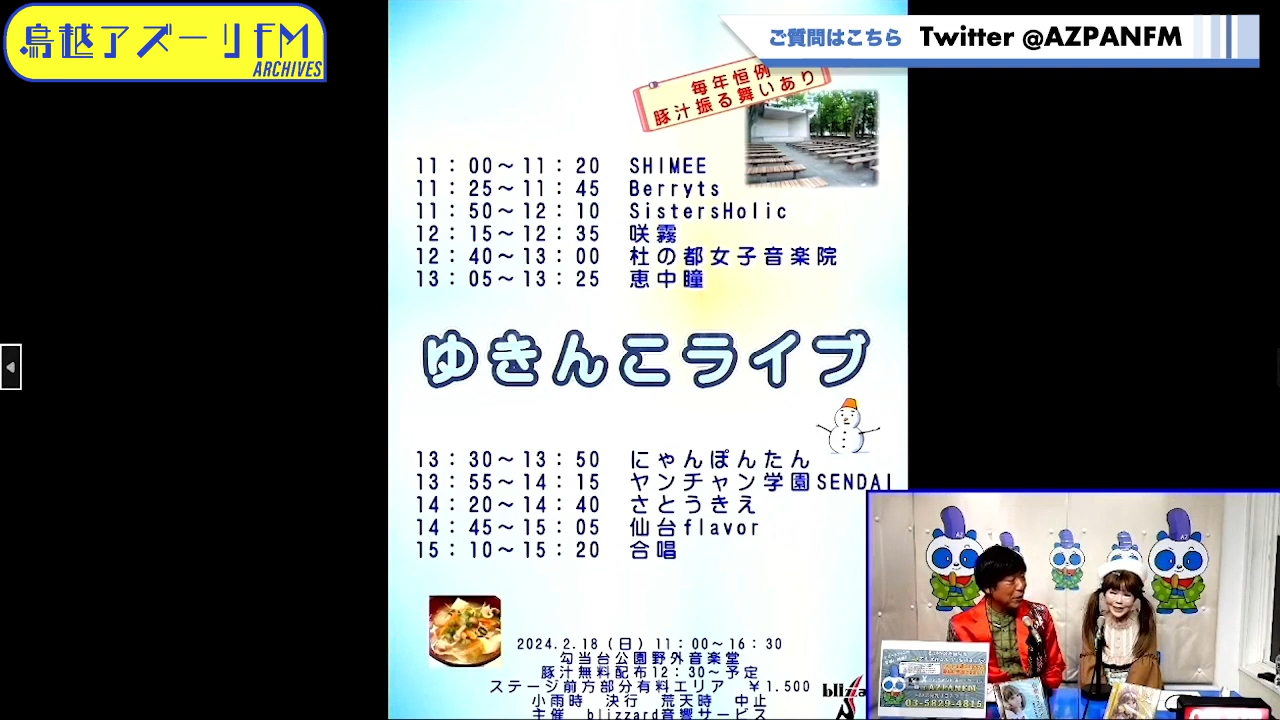 鳥越アズーリFM
ARCHIVES
ご質問はこちら Twitter @AZPANFM
毎年恒例
豚汁振る舞いあり
11：00～11：20 SHIMEE
11：25～11：45 Berryts
11：50～12：10 SistersHolic
12：15～12：35 咲霧
12：40～13：00 杜の都女子音楽院
13：05～13：25 恵中瞳
ゆきんこライブ
13：30～13：50 にゃんぽんたん
13：55～14：15 ヤンチャン学園SENDAI
14：20～14：40 さとうきえ
14：45～15：05 仙台flavor
15：10～15：20 合唱
2024.2.18（日）11：00～16：30
勾当台公園野外音楽堂
豚汁無料配布12：30～予定
ステージ前方部分有料エリア ￥1.500
小雨時 決行 荒天時 中止
主催 blizzard音響サービス
blizza
AZPANFM
03-5829-4815